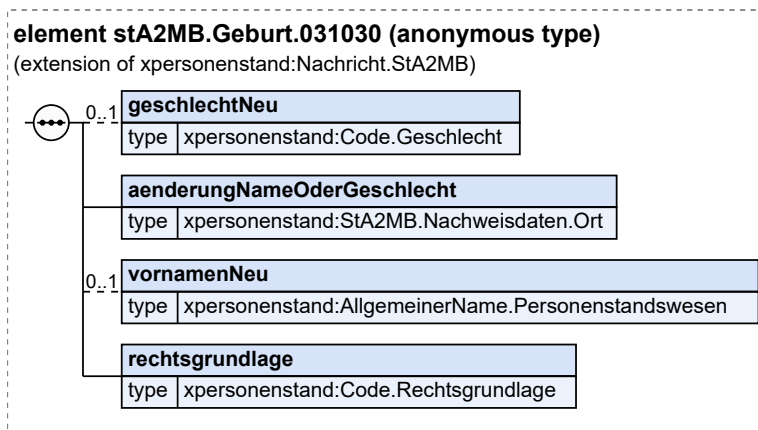 element stA2MB.Geburt.031030 (anonymous type)
(extension of xpersonenstand:Nachricht.StA2MB)
0..1
geschlechtNeu
type xpersonenstand:Code.Geschlecht
aenderungNameOderGeschlecht
type xpersonenstand:StA2MB.Nachweisdaten.Ort
0..1
vornamenNeu
type xpersonenstand:AllgemeinerName.Personenstandswesen
rechtsgrundlage
type xpersonenstand:Code.Rechtsgrundlage